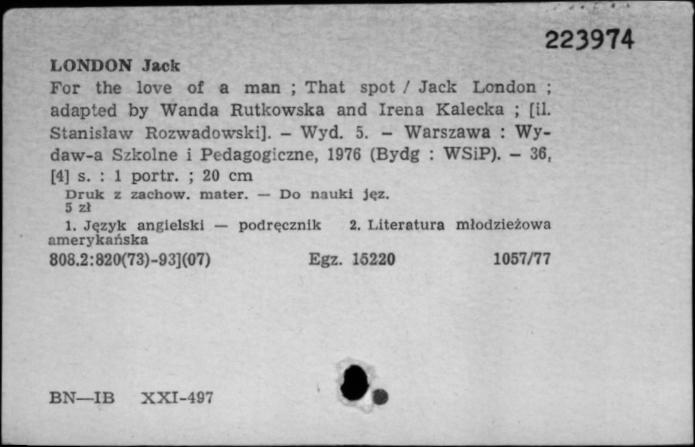 223974
LONDON Jack
For the love of a man ; That spot / Jack London ;
adapted by Wanda Rutkowska and Irena Kalecka ; [il.
Stanisław Rozwadowski]. – Wyd. 5. – Warszawa : Wy-
daw-a Szkolne i Pedagogiczne, 1976 (Bydg : WSiP). – 36,
[4] s. : 1 portr. ; 20 cm
Druk z zachow. mater. — Do nauki jęz.
5 zł
1. Język angielski — podręcznik 2. Literatura młodzieżowa
amerykańska
808.2:820(73)-93](07) Egz. 15220 1057/77
BN—IB XXI-497